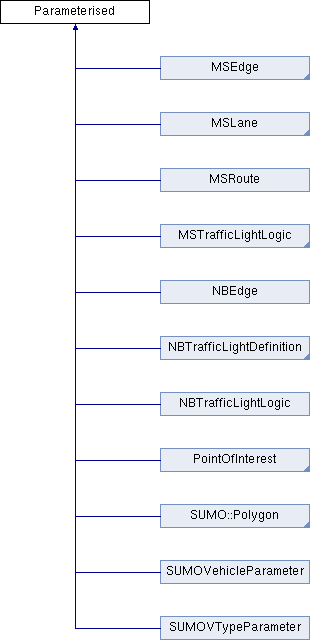 Parameterised
MSEdge
MSLane
MSRoute
MSTrafficLightLogic
NBEdge
NBTrafficLightDefinition
NBTrafficLightLogic
PointOfInterest
SUMO::Polygon
SUMOVehicleParameter
SUMOVTypeParameter